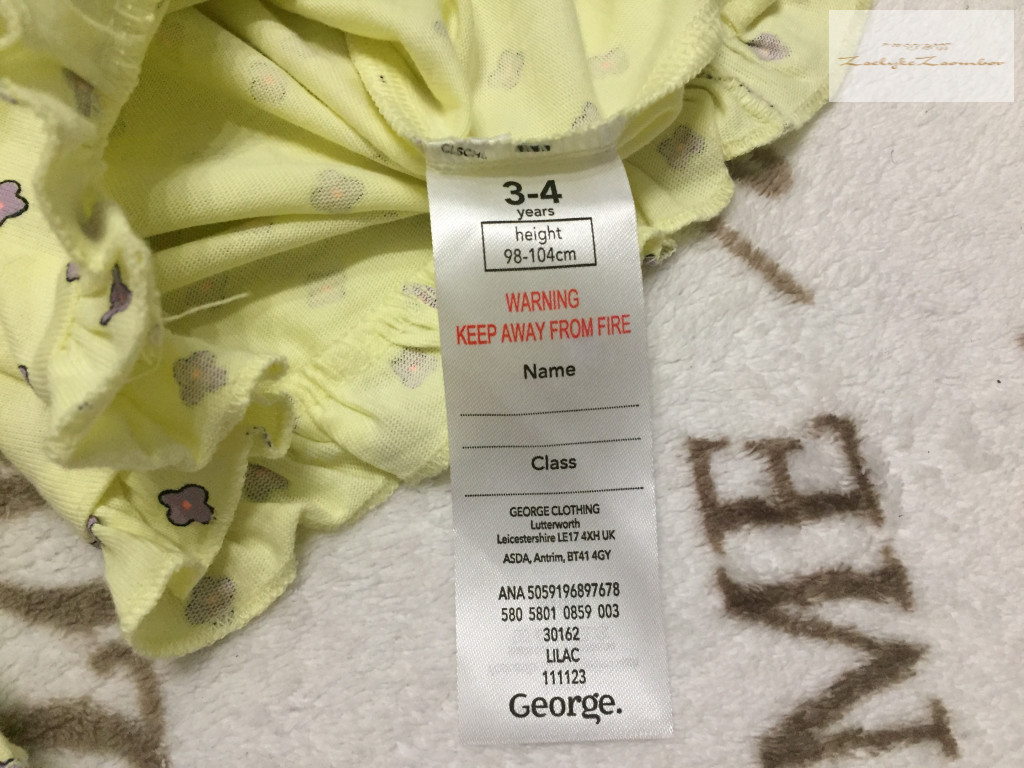 3-4
years
height
98-104cm
WARNING
KEEP AWAY FROM FIRE
Name
Class
GEORGE CLOTHING
Lutterworth
Leicestershire LE17 4XH UK
ASDA, Antrim, BT41 4GY
ANA 5059196897678
580 5801 0859 003
30162
LILAC
111123
George.
ME